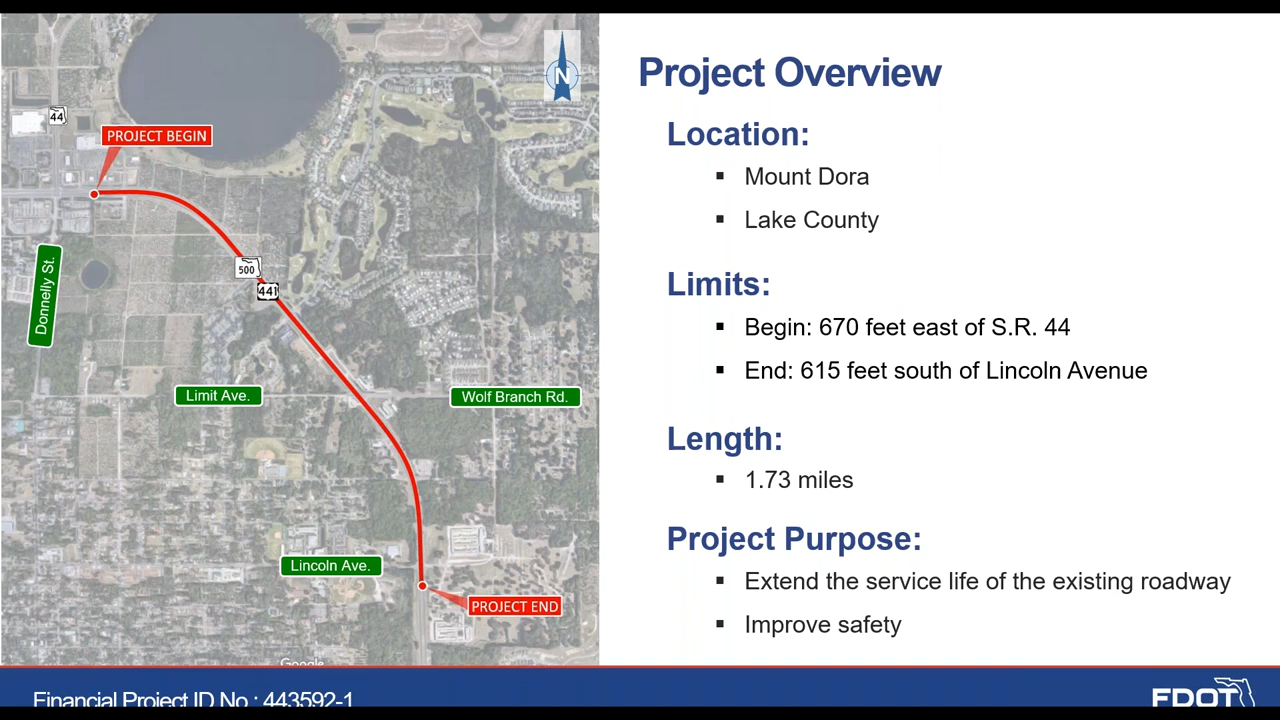 N
44
PROJECT BEGIN
Donnelly St.
500
441
Limit Ave.
Wolf Branch Rd.
Lincoln Ave.
PROJECT END
Google
Project Overview
Location:
▪ Mount Dora
▪ Lake County
Limits:
▪ Begin: 670 feet east of S.R. 44
▪ End: 615 feet south of Lincoln Avenue
Length:
▪ 1.73 miles
Project Purpose:
▪ Extend the service life of the existing roadway
▪ Improve safety
Financial Project ID No.: 443592-1
FDOT